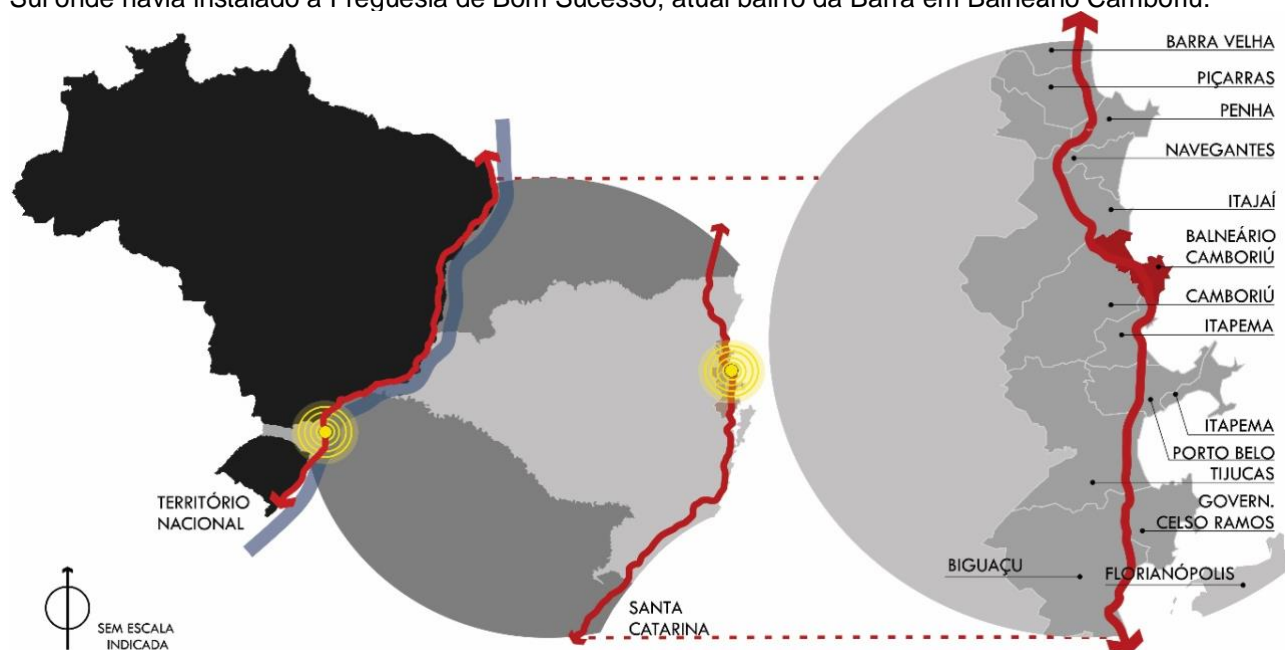 Sul onde havia instalado a Freguesia de Bom Sucesso, atual bairro da Barra em Balneário Camboriú.
BARRA VELHA
PIÇARRAS
PENHA
NAVEGANTES
ITAJAÍ
BALNEÁRIO
CAMBORIÚ
CAMBORIÚ
ITAPEMA
ITAPEMA
PORTO BELO
TIJUCAS
GOVERN.
CELSO RAMOS
BIGUAÇU
FLORIANÓPOLIS
TERRITÓRIO
NACIONAL
SANTA
CATARINA
SEM ESCALA
INDICADA